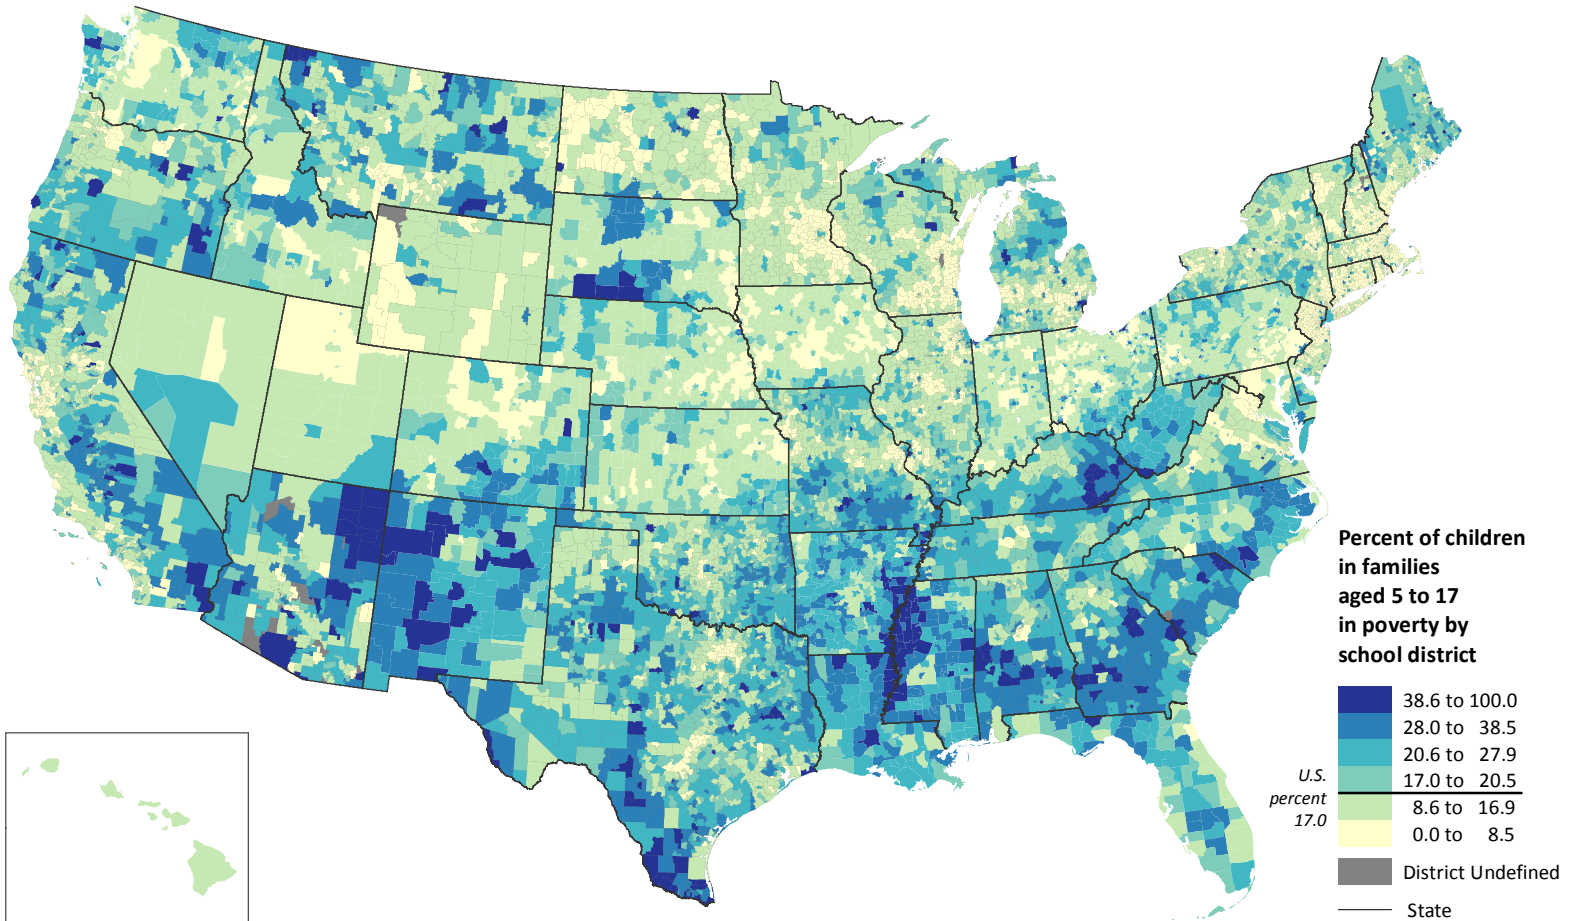 Percent of children
in families
aged 5 to 17
in poverty by
school district
38.6 to 100.0
28.0 to 38.5
20.6 to 27.9
17.0 to 20.5
U.S.
percent
17.0
8.6 to 16.9
0.0 to 8.5
District Undefined
State